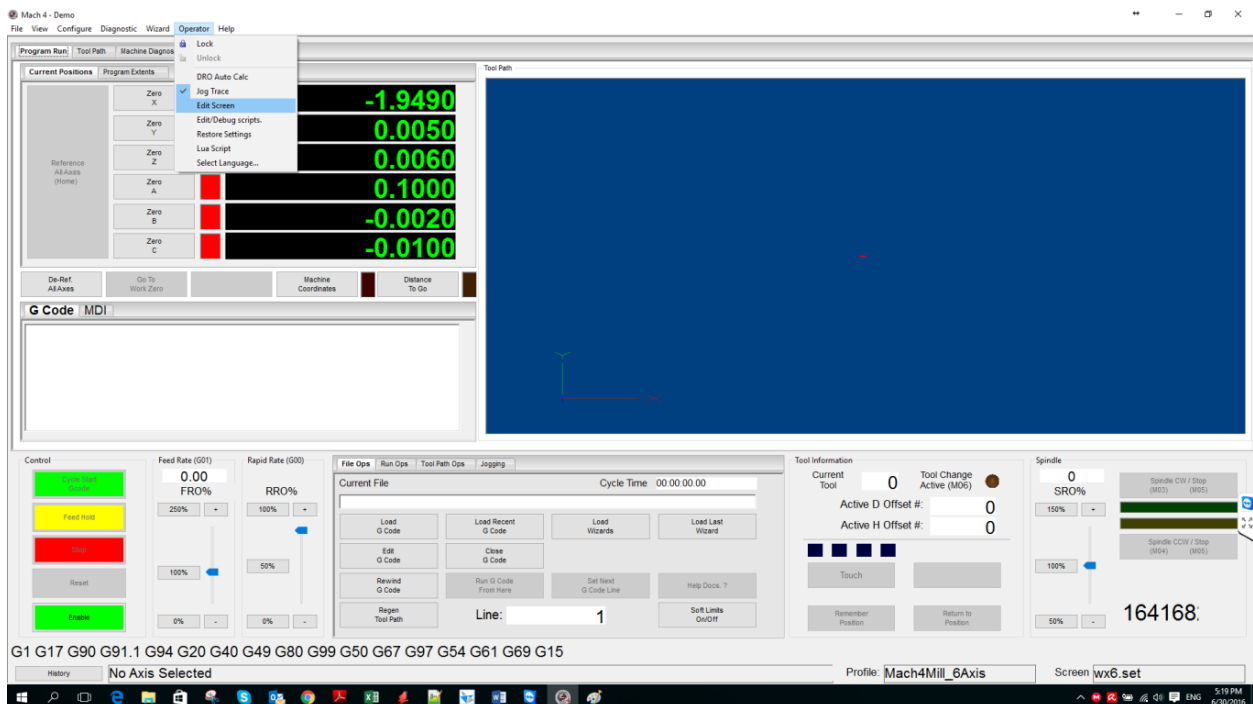 Mach 4 - Demo
File View Configure Diagnostic Wizard Operator Help
Lock
Unlock
DRO Auto Calc
Jog Trace
Edit Screen
Edit/Debug scripts.
Restore Settings
Lua Script
Select Language...
Program Run Tool Path Machine Diagnos
Current Positions Program Extents
Reference
All Axes
(Home)
Zero
X
-1.9490
Zero
Y
0.0050
Zero
Z
0.0060
Zero
A
0.1000
Zero
B
-0.0020
Zero
C
-0.0100
De-Ref.
All Axes
Go To
Work Zero
Machine
Coordinates
Distance
To Go
G Code MDI
Tool Path
Control
Cycle Start
Gcode
Feed Hold
Stop
Reset
Enable
Feed Rate (G01)
0.00
FRO%
250% +
100%
0% -
Rapid Rate (G00)
RRO%
100% +
50%
0% -
File Ops Run Ops Tool Path Ops Jogging
Current File Cycle Time 00:00:00.00
Load
G Code
Load Recent
G Code
Load
Wizards
Load Last
Wizard
Edit
G Code
Close
G Code
Rewind
G Code
Run G Code
From Here
Set Next
G Code Line
Help Docs. ?
Regen
Tool Path
Line: 1
Soft Limits
On/Off
Tool Information
Current
Tool
0
Tool Change
Active (M06)
Active D Offset #: 0
Active H Offset #: 0
Touch
Remember
Position
Return to
Position
Spindle
0
SRO%
150% +
100%
50% -
Spindle CW / Stop
(M03) (M05)
Spindle CCW / Stop
(M04) (M05)
164168:
G1 G17 G90 G91.1 G94 G20 G40 G49 G80 G99 G50 G67 G97 G54 G61 G69 G15
History No Axis Selected Profile: Mach4Mill_6Axis Screen wx6.set
ENG 5:19 PM
6/30/2016